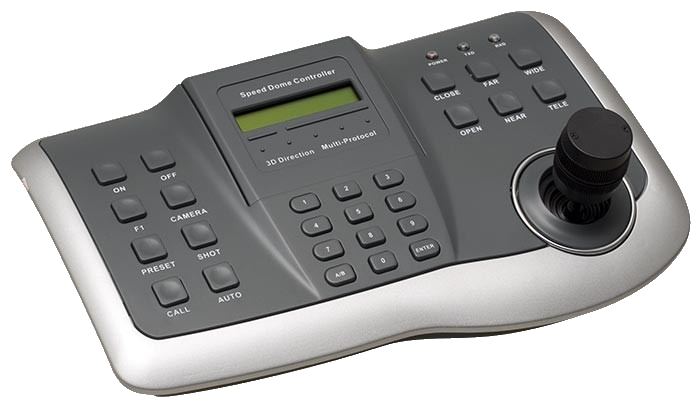 Speed Dome Controller
3D Direction Multi-Protocol
POWER TXD RXD
CLOSE FAR WIDE
OPEN NEAR TELE
ON OFF
F1 CAMERA
PRESET SHOT
CALL AUTO
1 2 3
4 5 6
7 8 9
A/B 0 ENTER